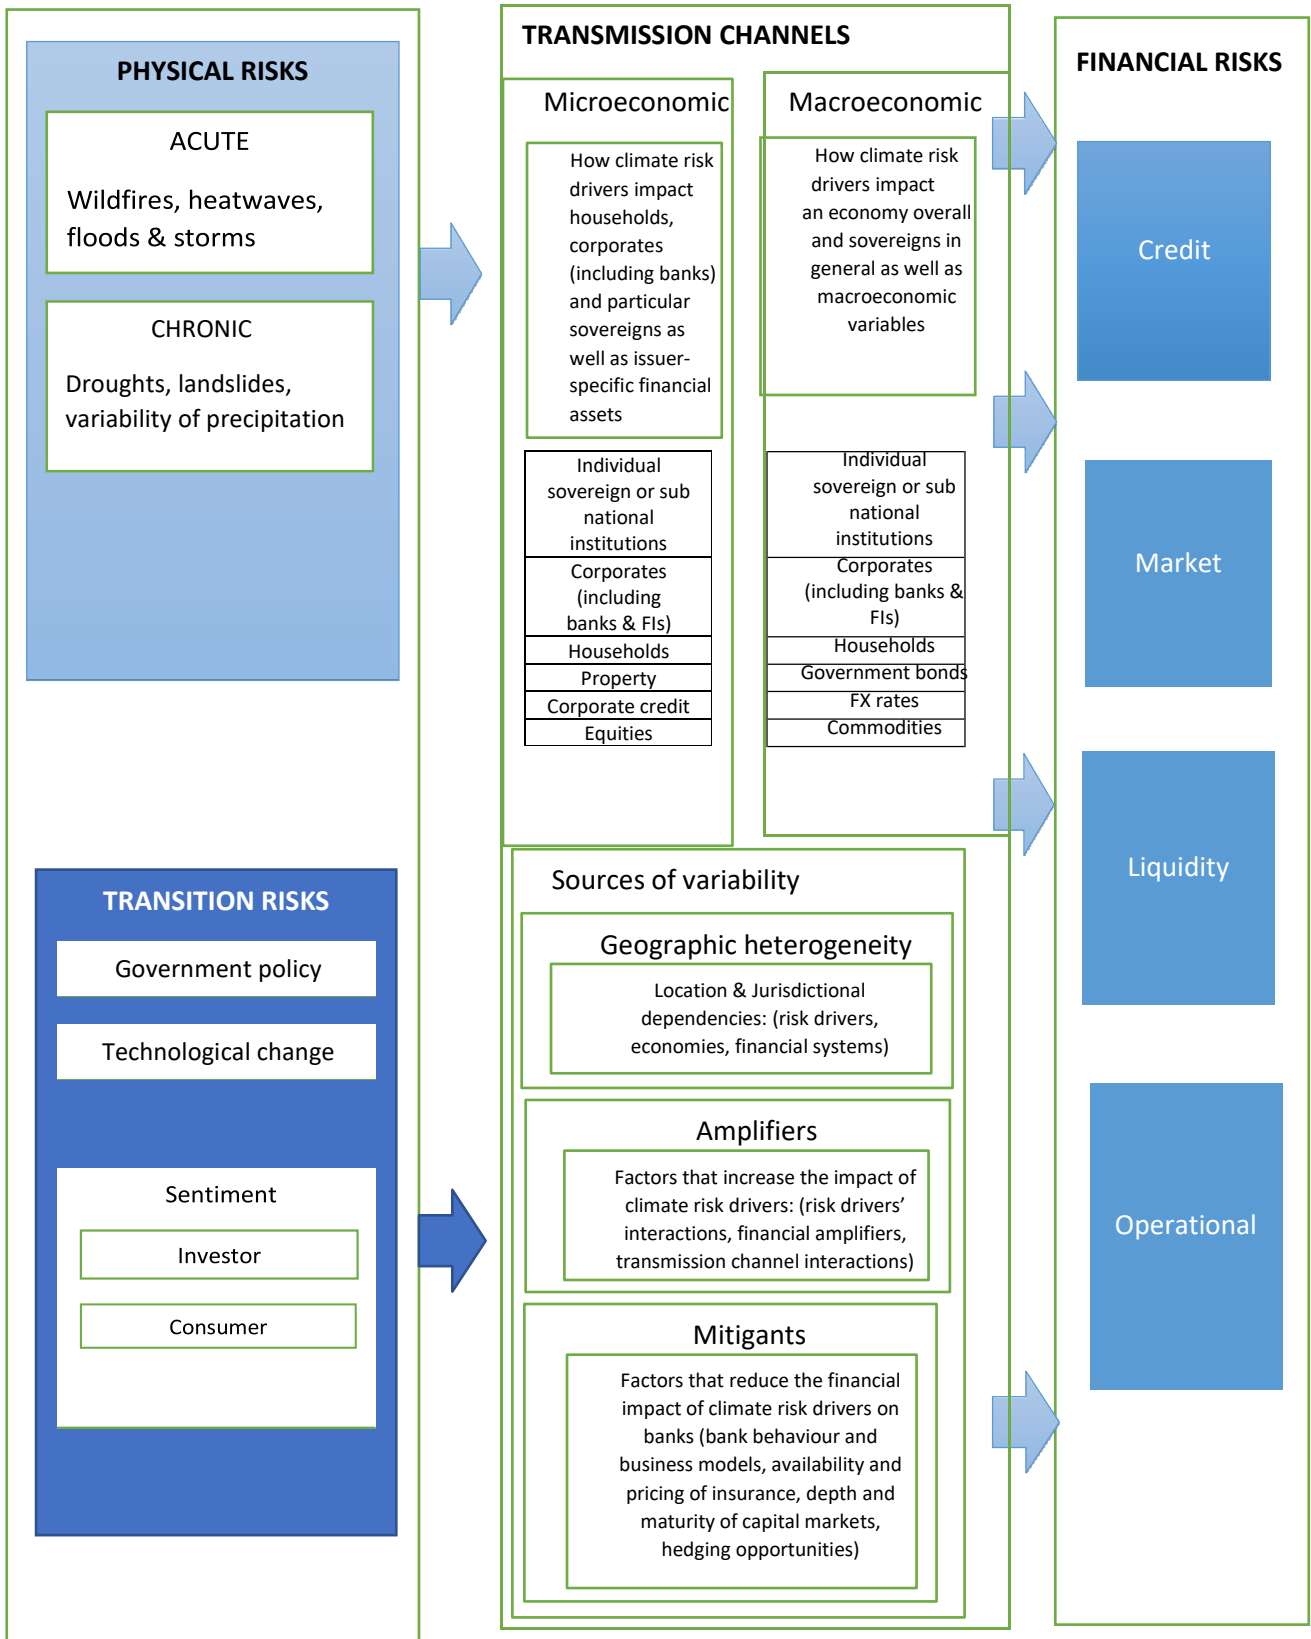 PHYSICAL RISKS
ACUTE
Wildfires, heatwaves,
floods & storms
CHRONIC
Droughts, landslides,
variability of precipitation
TRANSITION RISKS
Government policy
Technological change
Sentiment
Investor
Consumer
TRANSMISSION CHANNELS
Microeconomic
How climate risk
drivers impact
households,
corporates
(including banks)
and particular
sovereigns as
well as issuer-
specific financial
assets
Individual
sovereign or sub
national
institutions
Corporates
(including
banks & FIs)
Households
Property
Corporate credit
Equities
Macroeconomic
How climate risk
drivers impact
an economy overall
and sovereigns in
general as well as
macroeconomic
variables
Individual
sovereign or sub
national
institutions
Corporates
(including banks &
FIs)
Households
Government bonds
FX rates
Commodities
Sources of variability
Geographic heterogeneity
Location & Jurisdictional
dependencies: (risk drivers,
economies, financial systems)
Amplifiers
Factors that increase the impact of
climate risk drivers: (risk drivers’
interactions, financial amplifiers,
transmission channel interactions)
Mitigants
Factors that reduce the financial
impact of climate risk drivers on
banks (bank behaviour and
business models, availability and
pricing of insurance, depth and
maturity of capital markets,
hedging opportunities)
FINANCIAL RISKS
Credit
Market
Liquidity
Operational